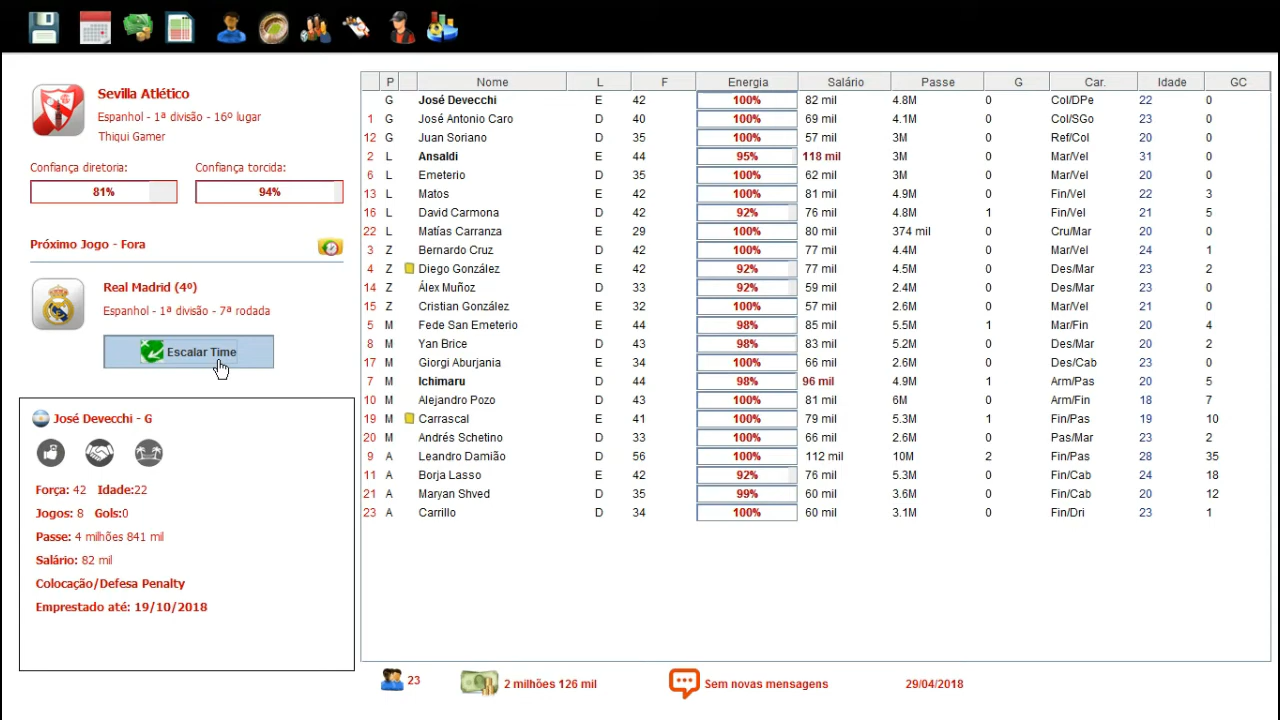 Sevilla Atlético
Espanhol - 1ª divisão - 16º lugar
Thiqui Gamer
Confiança diretoria: Confiança torcida:
81% 94%
Próximo Jogo - Fora
Real Madrid (4º)
Espanhol - 1ª divisão - 7ª rodada
Escalar Time
José Devecchi - G
Força: 42 Idade:22
Jogos: 8 Gols:0
Passe: 4 milhões 841 mil
Salário: 82 mil
Colocação/Defesa Penalty
Emprestado até: 19/10/2018
P Nome L F Energia Salário Passe G Car. Idade GC
G José Devecchi E 42 100% 82 mil 4.8M 0 Col/DPe 22 0
1 G José Antonio Caro D 40 100% 69 mil 4.1M 0 Col/SGo 23 0
12 G Juan Soriano D 35 100% 57 mil 3M 0 Ref/Col 20 0
2 L Ansaldi E 44 95% 118 mil 3M 0 Mar/Vel 31 0
6 L Emeterio D 35 100% 62 mil 3M 0 Mar/Vel 20 0
13 L Matos E 42 100% 81 mil 4.9M 0 Fin/Vel 22 3
16 L David Carmona D 42 92% 76 mil 4.8M 1 Fin/Vel 21 5
22 L Matías Carranza E 29 100% 80 mil 374 mil 0 Cru/Mar 20 0
3 Z Bernardo Cruz D 42 100% 77 mil 4.4M 0 Mar/Vel 24 1
4 Z Diego González E 42 92% 77 mil 4.5M 0 Des/Mar 23 2
14 Z Álex Muñoz D 33 92% 59 mil 2.4M 0 Des/Mar 23 0
15 Z Cristian González E 32 100% 57 mil 2.6M 0 Mar/Vel 21 0
5 M Fede San Emeterio E 44 98% 85 mil 5.5M 1 Mar/Fin 20 4
8 M Yan Brice D 43 98% 83 mil 5.2M 0 Des/Mar 20 2
17 M Giorgi Aburjania E 34 100% 66 mil 2.6M 0 Des/Cab 23 0
7 M Ichimaru D 44 98% 96 mil 4.9M 1 Arm/Pas 20 5
10 M Alejandro Pozo D 43 100% 81 mil 6M 0 Arm/Fin 18 7
19 M Carrascal E 41 100% 79 mil 5.3M 1 Fin/Pas 19 10
20 M Andrés Schetino D 33 100% 66 mil 2.6M 0 Pas/Mar 23 2
9 A Leandro Damião D 56 100% 112 mil 10M 2 Fin/Pas 28 35
11 A Borja Lasso E 42 92% 76 mil 5.3M 0 Fin/Cab 24 18
21 A Maryan Shved D 35 99% 60 mil 3.6M 0 Fin/Cab 20 12
23 A Carrillo D 34 100% 60 mil 3.1M 0 Fin/Dri 23 1
23 2 milhões 126 mil Sem novas mensagens 29/04/2018